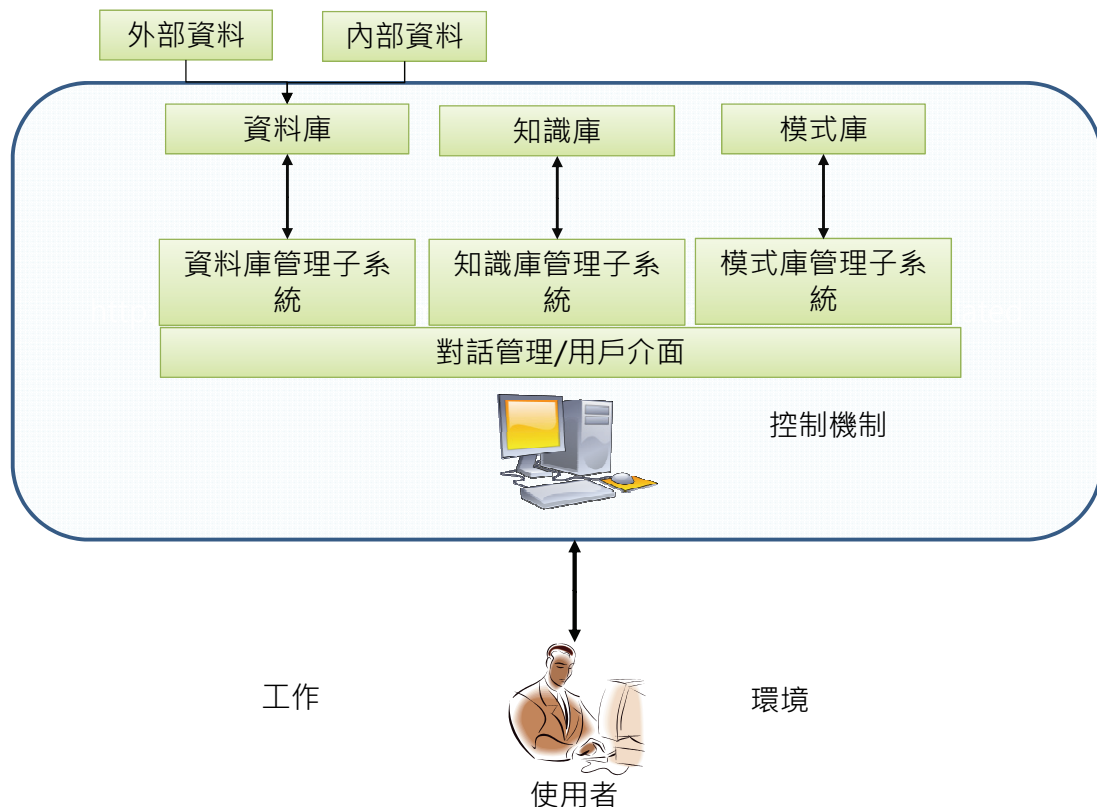 外部資料
內部資料
資料庫
知識庫
模式庫
資料庫管理子系
統
知識庫管理子系
統
模式庫管理子系
統
對話管理/用戶介面
控制機制
工作
環境
使用者